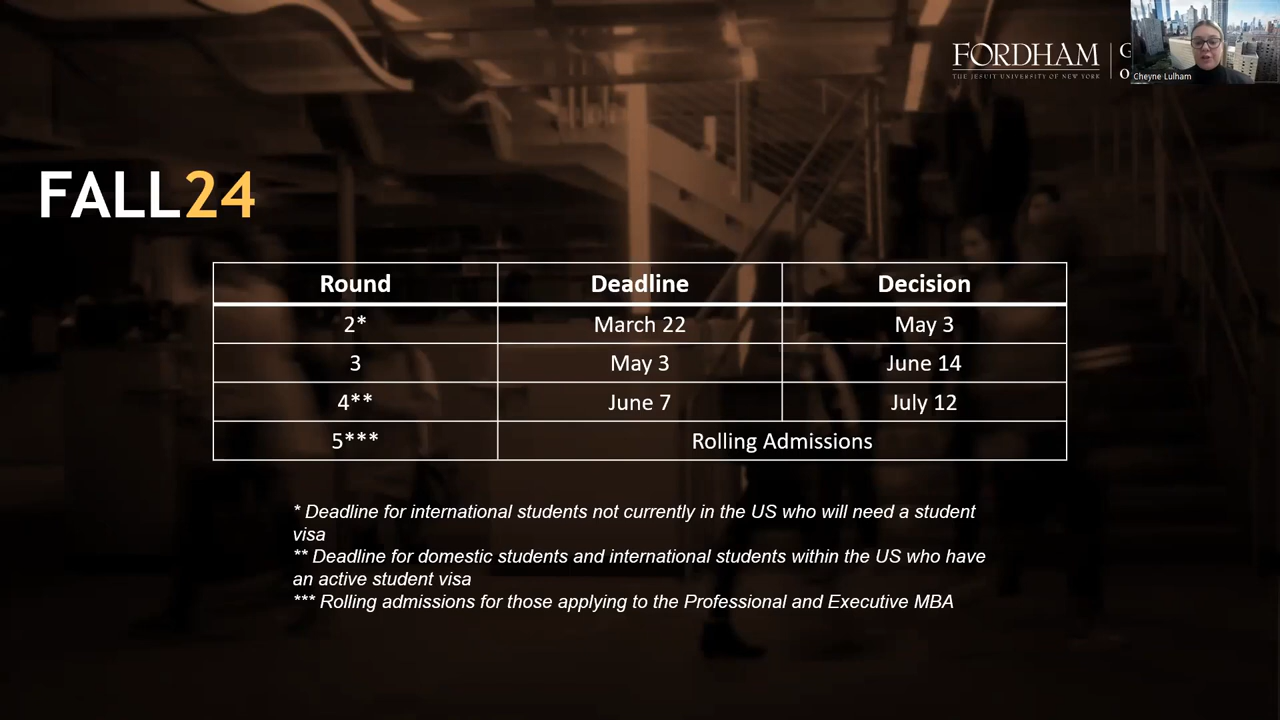 FORDHAM
THE JESUIT UNIVERSITY OF NEW YORK
G
O
Cheyne Lulham
FALL24
Round Deadline Decision
2* March 22 May 3
3 May 3 June 14
4** June 7 July 12
5*** Rolling Admissions
* Deadline for international students not currently in the US who will need a student
visa
** Deadline for domestic students and international students within the US who have
an active student visa
*** Rolling admissions for those applying to the Professional and Executive MBA